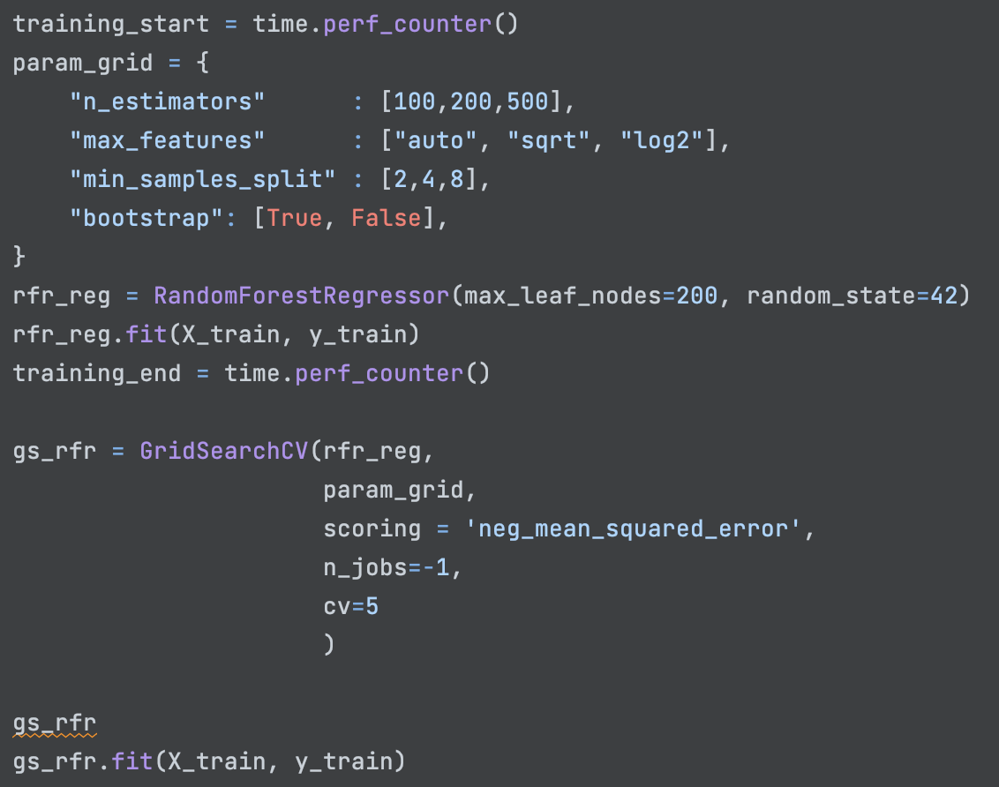 training_start = time.perf_counter()
param_grid = {
    "n_estimators"      : [100,200,500],
    "max_features"      : ["auto", "sqrt", "log2"],
    "min_samples_split" : [2,4,8],
    "bootstrap": [True, False],
}
rfr_reg = RandomForestRegressor(max_leaf_nodes=200, random_state=42)
rfr_reg.fit(X_train, y_train)
training_end = time.perf_counter()

gs_rfr = GridSearchCV(rfr_reg,
                      param_grid,
                      scoring = 'neg_mean_squared_error',
                      n_jobs=-1,
                      cv=5
                      )

gs_rfr
gs_rfr.fit(X_train, y_train)